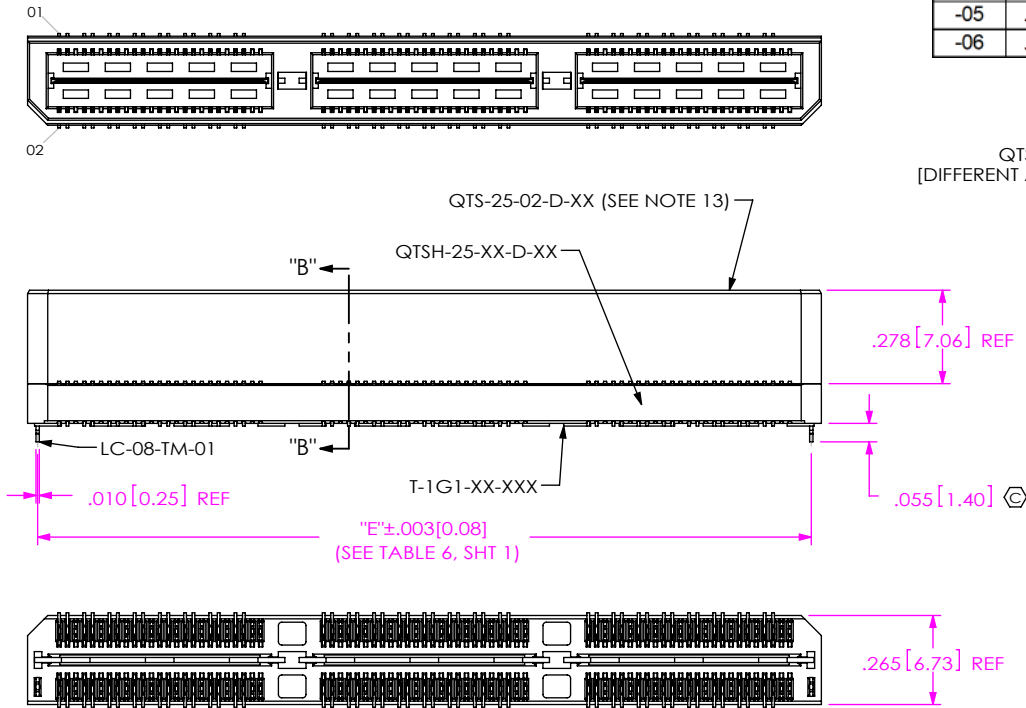 01
-05
-06
02
QTS
[DIFFERENT
QTS-25-02-D-XX (SEE NOTE 13)
QTSH-25-XX-D-XX
"B"
.278[7.06] REF
LC-08-TM-01
"B"
T-1G1-XX-XXX
.010[0.25] REF
.055[1.40] C
"E"±.003[0.08]
(SEE TABLE 6, SHT 1)
.265[6.73] REF